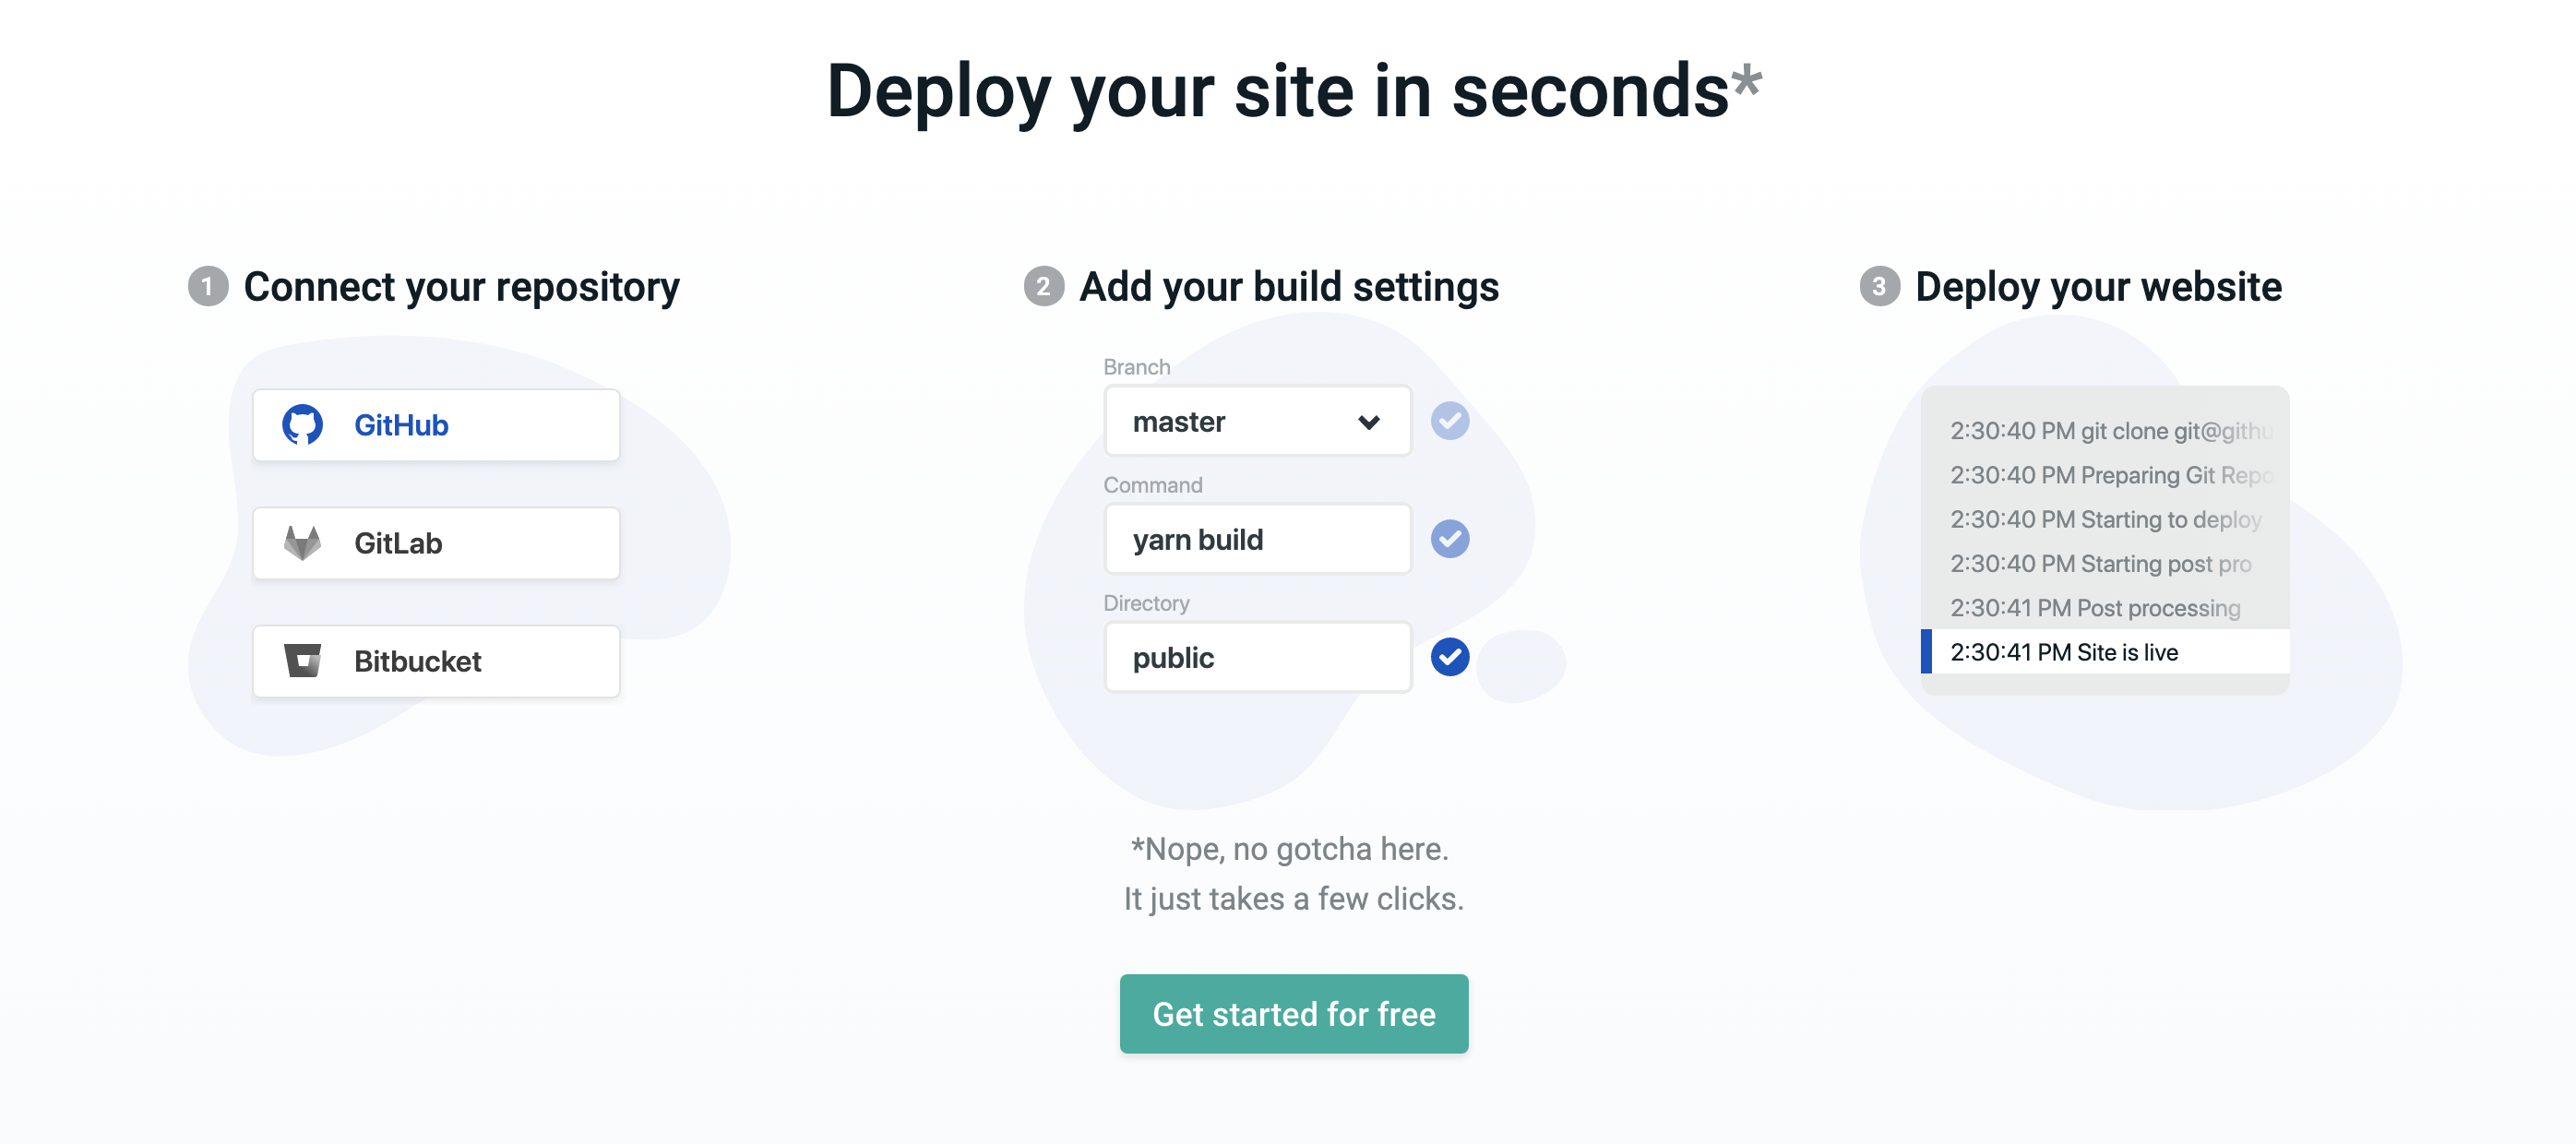 Deploy your site in seconds*
1 Connect your repository
GitHub
GitLab
Bitbucket
2 Add your build settings
Branch
master
Command
yarn build
Directory
public
3 Deploy your website
2:30:40 PM git clone git@githu
2:30:40 PM Preparing Git Repo
2:30:40 PM Starting to deploy
2:30:40 PM Starting post pro
2:30:41 PM Post processing
2:30:41 PM Site is live
*Nope, no gotcha here.
It just takes a few clicks.
Get started for free